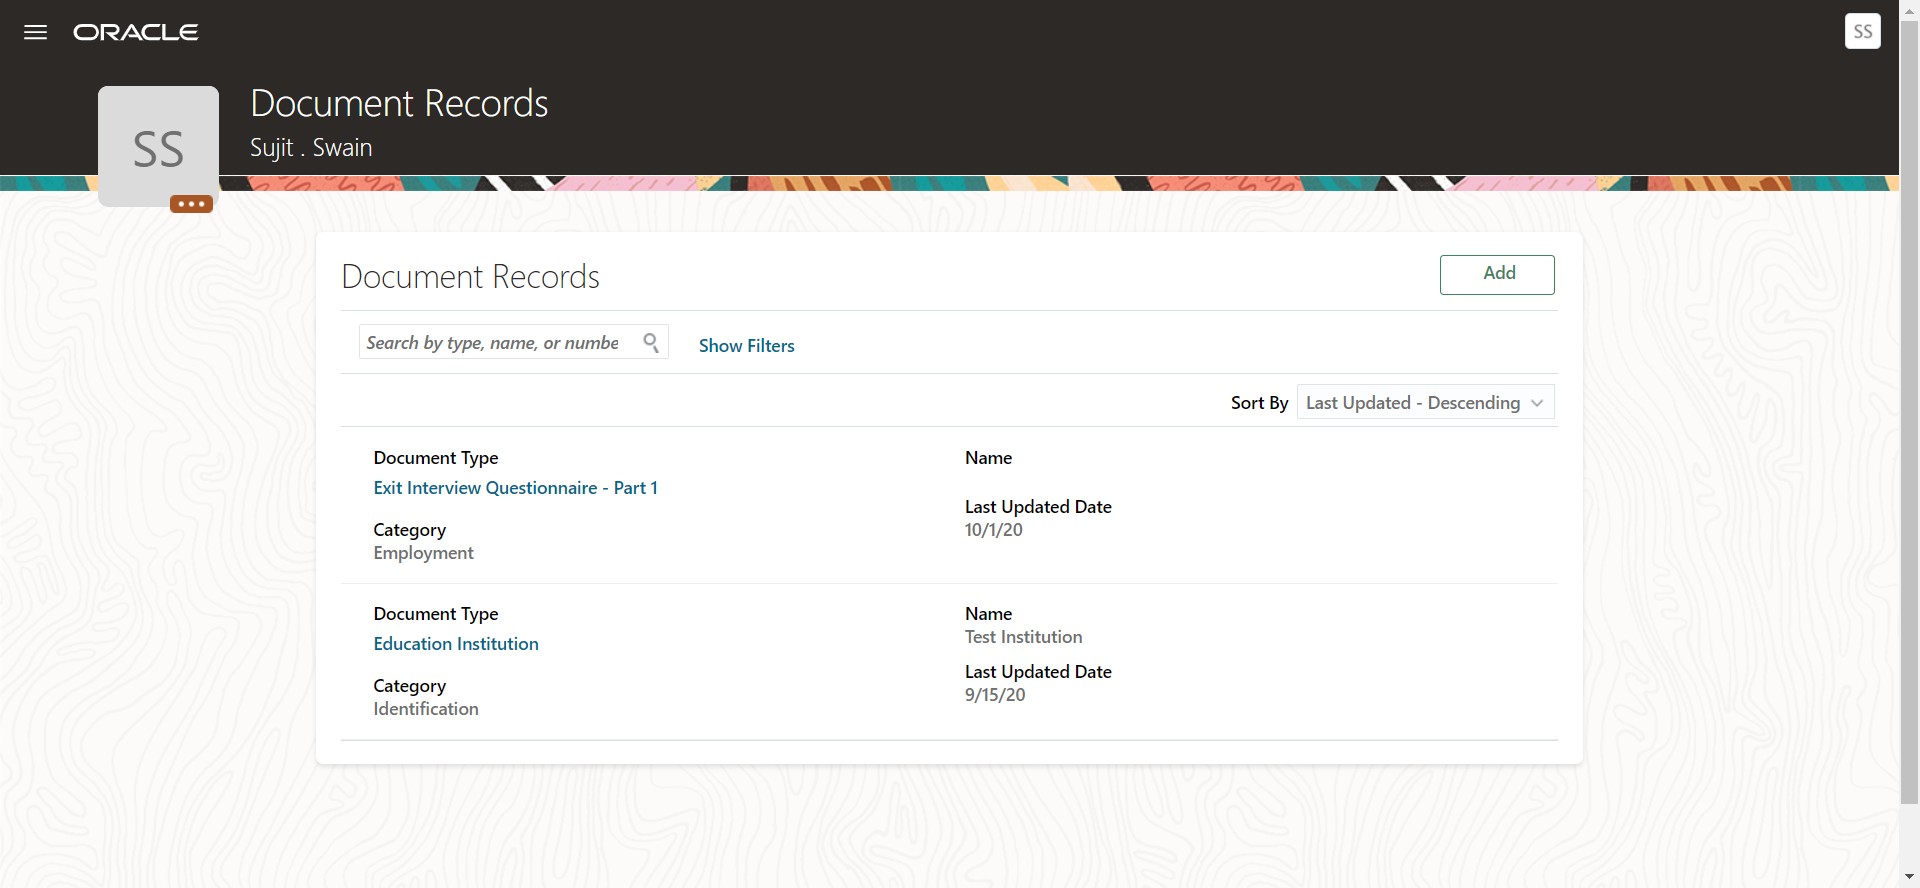 ORACLE
SS
SS
Document Records
Sujit . Swain
Document Records
Add
Search by type, name, or numbe
Show Filters
Sort By
Last Updated - Descending
Document Type
Exit Interview Questionnaire - Part 1
Category
Employment
Name
Last Updated Date
10/1/20
Document Type
Education Institution
Category
Identification
Name
Test Institution
Last Updated Date
9/15/20